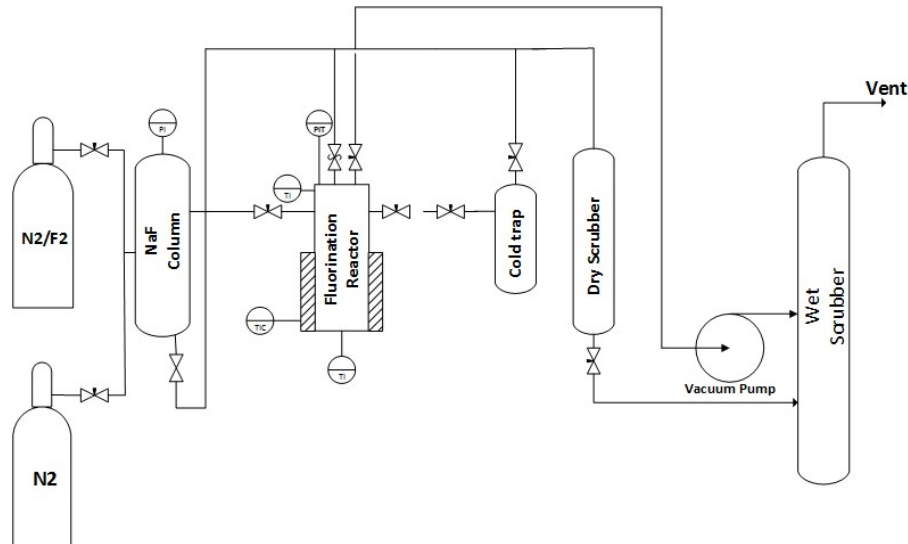 Vent
PI
PIT
N2/F2
NaF
Column
TI
Fluorination
Reactor
Cold trap
Dry Scrubber
Wet
Scrubber
TIC
TI
Vacuum Pump
N2